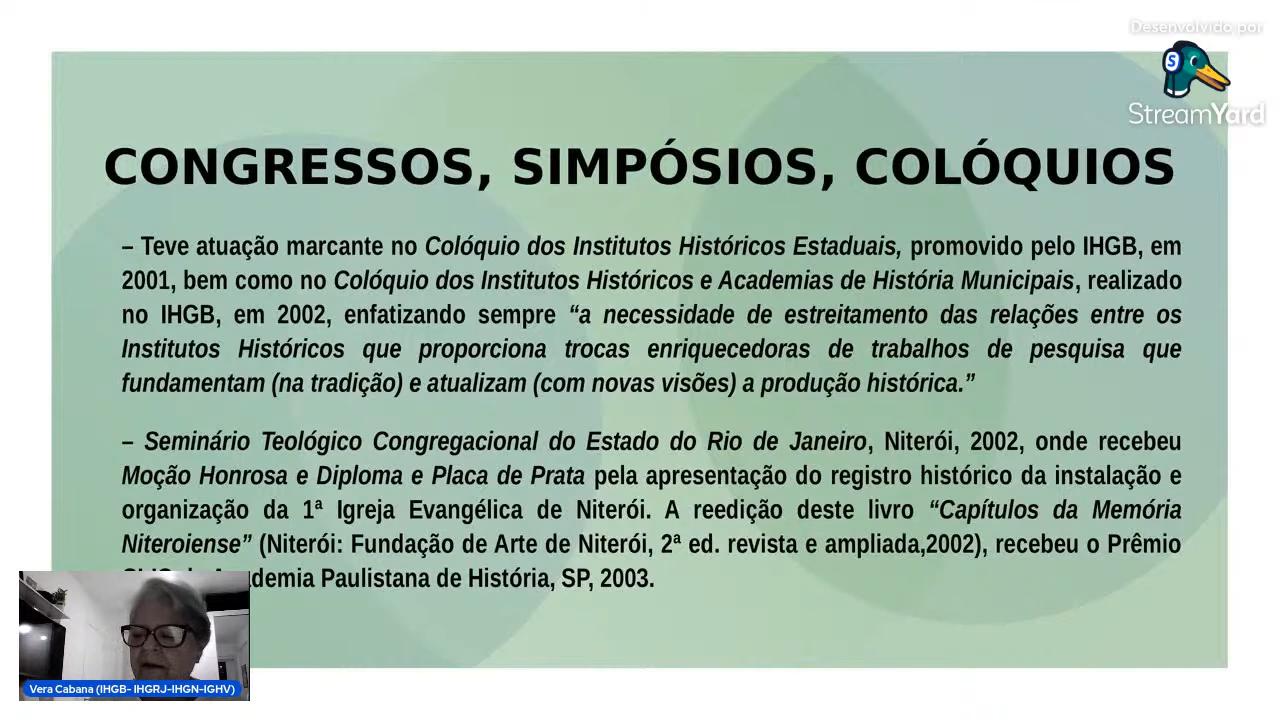 Desenvolvido por
S
StreamYard
CONGRESSOS, SIMPÓSIOS, COLÓQUIOS
– Teve atuação marcante no Colóquio dos Institutos Históricos Estaduais, promovido pelo IHGB, em
2001, bem como no Colóquio dos Institutos Históricos e Academias de História Municipais, realizado
no IHGB, em 2002, enfatizando sempre “a necessidade de estreitamento das relações entre os
Institutos Históricos que proporciona trocas enriquecedoras de trabalhos de pesquisa que
fundamentam (na tradição) e atualizam (com novas visões) a produção histórica.”
– Seminário Teológico Congregacional do Estado do Rio de Janeiro, Niterói, 2002, onde recebeu
Moção Honrosa e Diploma e Placa de Prata pela apresentação do registro histórico da instalação e
organização da 1ª Igreja Evangélica de Niterói. A reedição deste livro “Capítulos da Memória
Niteroiense” (Niterói: Fundação de Arte de Niterói, 2ª ed. revista e ampliada,2002), recebeu o Prêmio
Paulistana de História, SP, 2003.
Vera Cabana (IHGB- IHGRJ-IHGN-IGHV)